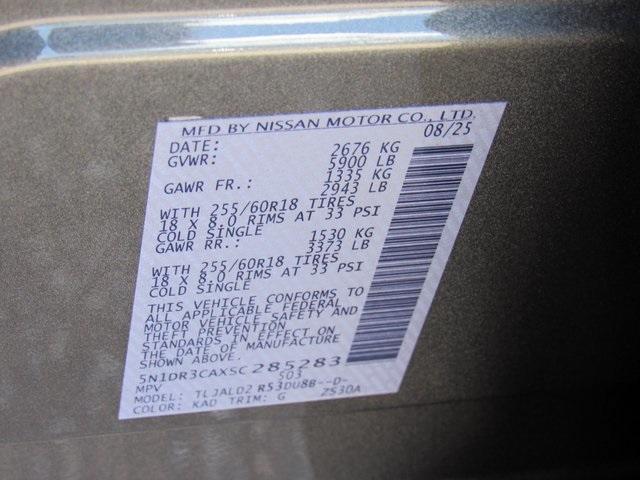 MFD BY NISSAN MOTOR CO., LTD.
DATE: 08/25
GVWR: 2676 KG
5900 LB
GAWR FR.: 1335 KG
2943 LB
WITH 255/60R18 TIRES
18 X 8.0 RIMS AT 33 PSI
COLD SINGLE
GAWR RR.: 1530 KG
3373 LB
WITH 255/60R18 TIRES
18 X 8.0 RIMS AT 33 PSI
COLD SINGLE
THIS VEHICLE CONFORMS TO
ALL APPLICABLE FEDERAL
MOTOR VEHICLE SAFETY AND
THEFT PREVENTION
STANDARDS IN EFFECT ON
THE DATE OF MANUFACTURE
5N1DR3CAXSC285283
MPV 503
MODEL: TLJALD2 R53DU8B--D-
COLOR: KAD TRIM: G ZS30A